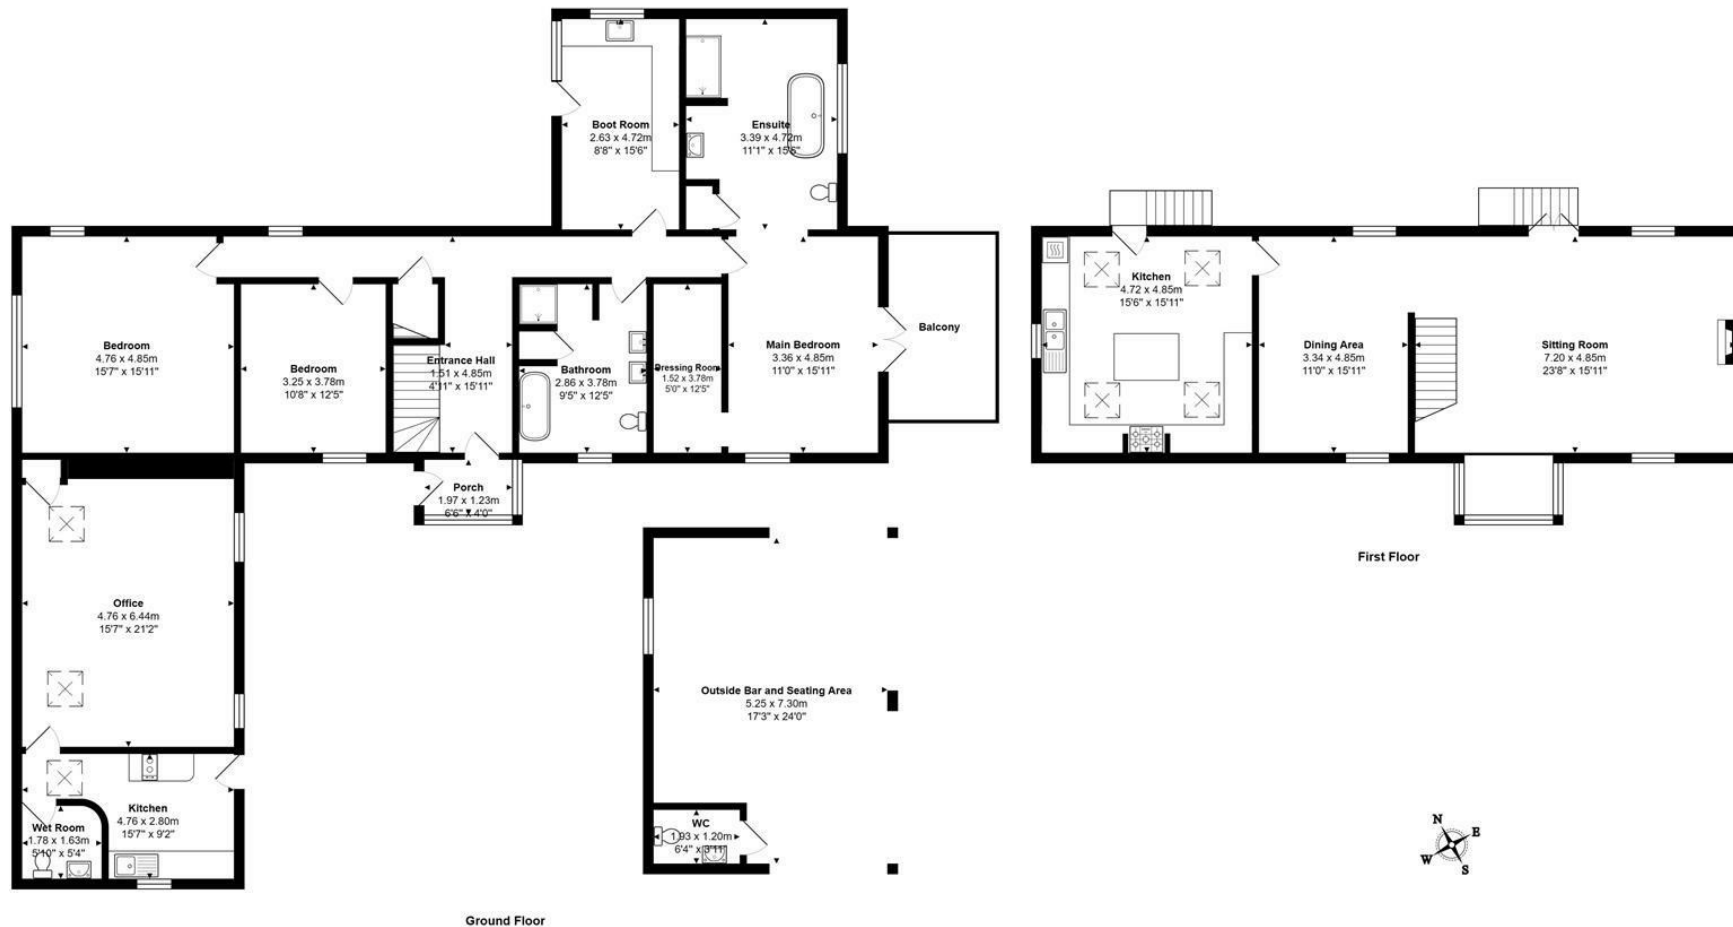 Boot Room
2.63 x 4.72m
8'8" x 15'6"
Ensuite
3.39 x 4.72m
11'1" x 15'6"
Bedroom
4.76 x 4.85m
15'7" x 15'11"
Bedroom
3.25 x 3.78m
10'8" x 12'5"
Entrance Hall
1.51 x 4.85m
4'11" x 15'11"
Bathroom
2.86 x 3.78m
9'5" x 12'5"
Dressing Room
1.52 x 3.78m
5'0" x 12'5"
Main Bedroom
3.36 x 4.85m
11'0" x 15'11"
Balcony
Porch
1.97 x 1.23m
6'6" x 4'0"
Office
4.76 x 6.44m
15'7" x 21'2"
Kitchen
4.76 x 2.80m
15'7" x 9'2"
Wet Room
1.78 x 1.63m
5'10" x 5'4"
Outside Bar and Seating Area
5.25 x 7.30m
17'3" x 24'0"
WC
1.93 x 1.20m
6'4" x 3'11"
Ground Floor
Kitchen
4.72 x 4.85m
15'6" x 15'11"
Dining Area
3.34 x 4.85m
11'0" x 15'11"
Sitting Room
7.20 x 4.85m
23'8" x 15'11"
First Floor
N
E
W
S